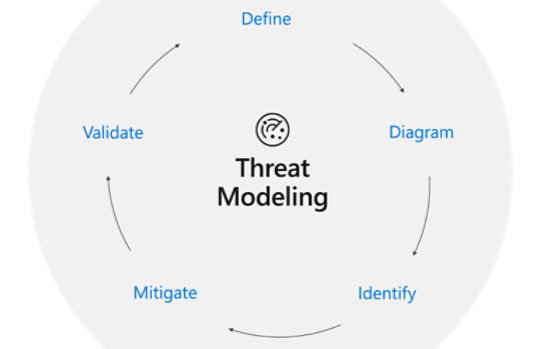 Define
Diagram
Identify
Mitigate
Validate
Threat
Modeling